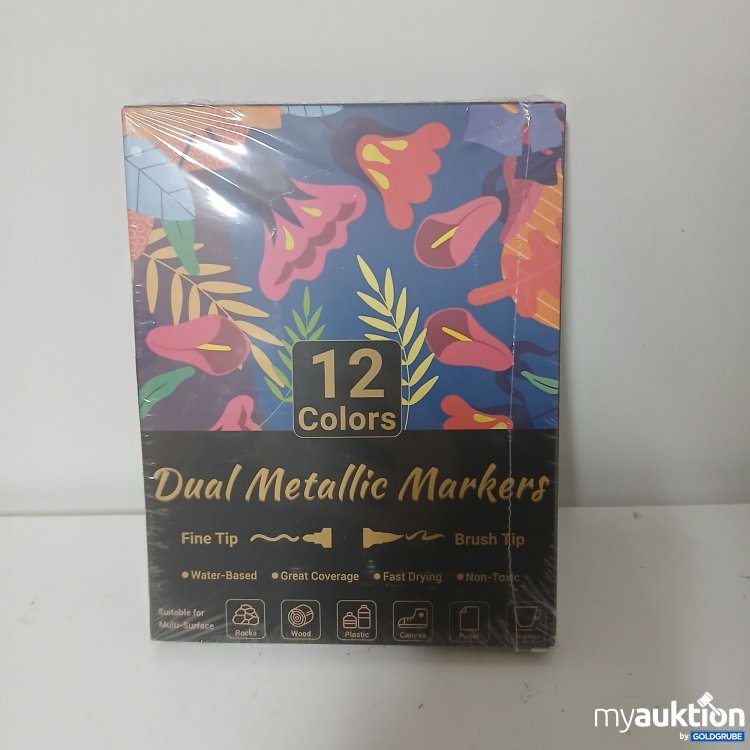 12
Colors
Dual Metallic Markers
Fine Tip
Brush Tip
Water-Based Great Coverage Fast Drying Non-Toxic
Suitable for
Multi-Surface
Rocks Wood Plastic Canvas Paper Ceramic
myauktion
by GOLDGRUBE